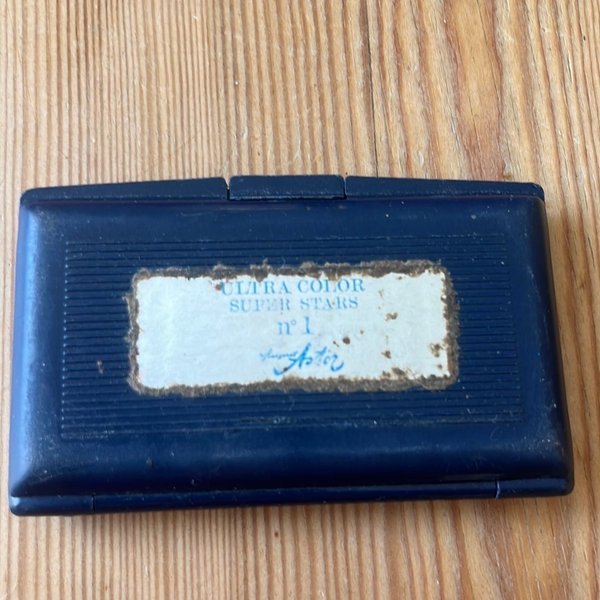 ULTRA COLOR
SUPER STARS
n° 1
Astor